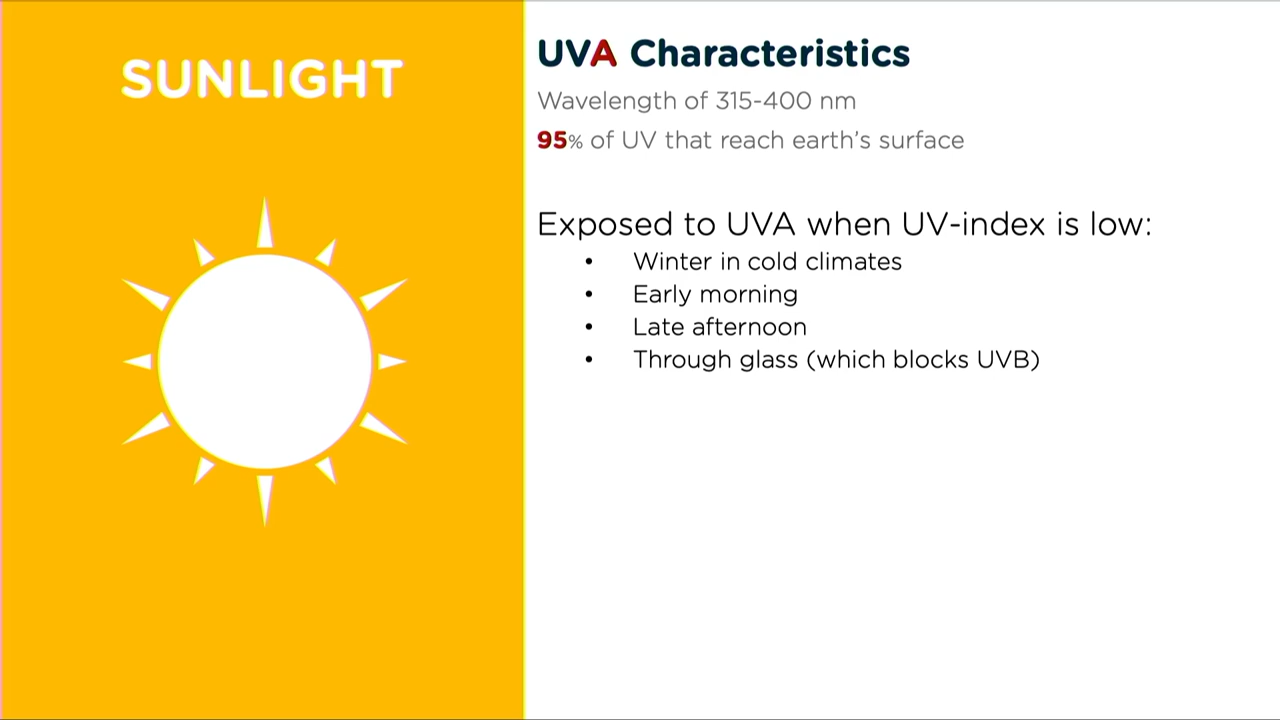 SUNLIGHT
UVA Characteristics
Wavelength of 315-400 nm
95% of UV that reach earth's surface
Exposed to UVA when UV-index is low:
• Winter in cold climates
• Early morning
• Late afternoon
• Through glass (which blocks UVB)